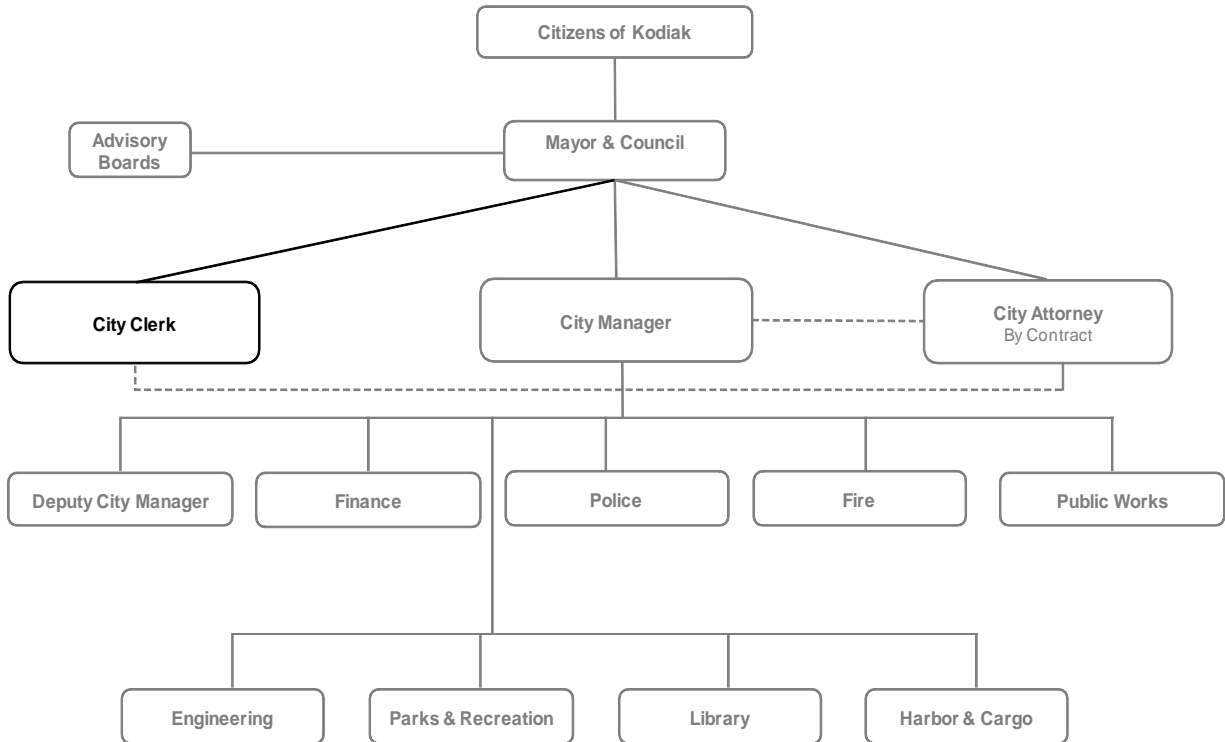 Citizens of Kodiak
Advisory
Boards
Mayor & Council
City Clerk
City Manager
City Attorney
By Contract
Deputy City Manager
Finance
Police
Fire
Public Works
Engineering
Parks & Recreation
Library
Harbor & Cargo